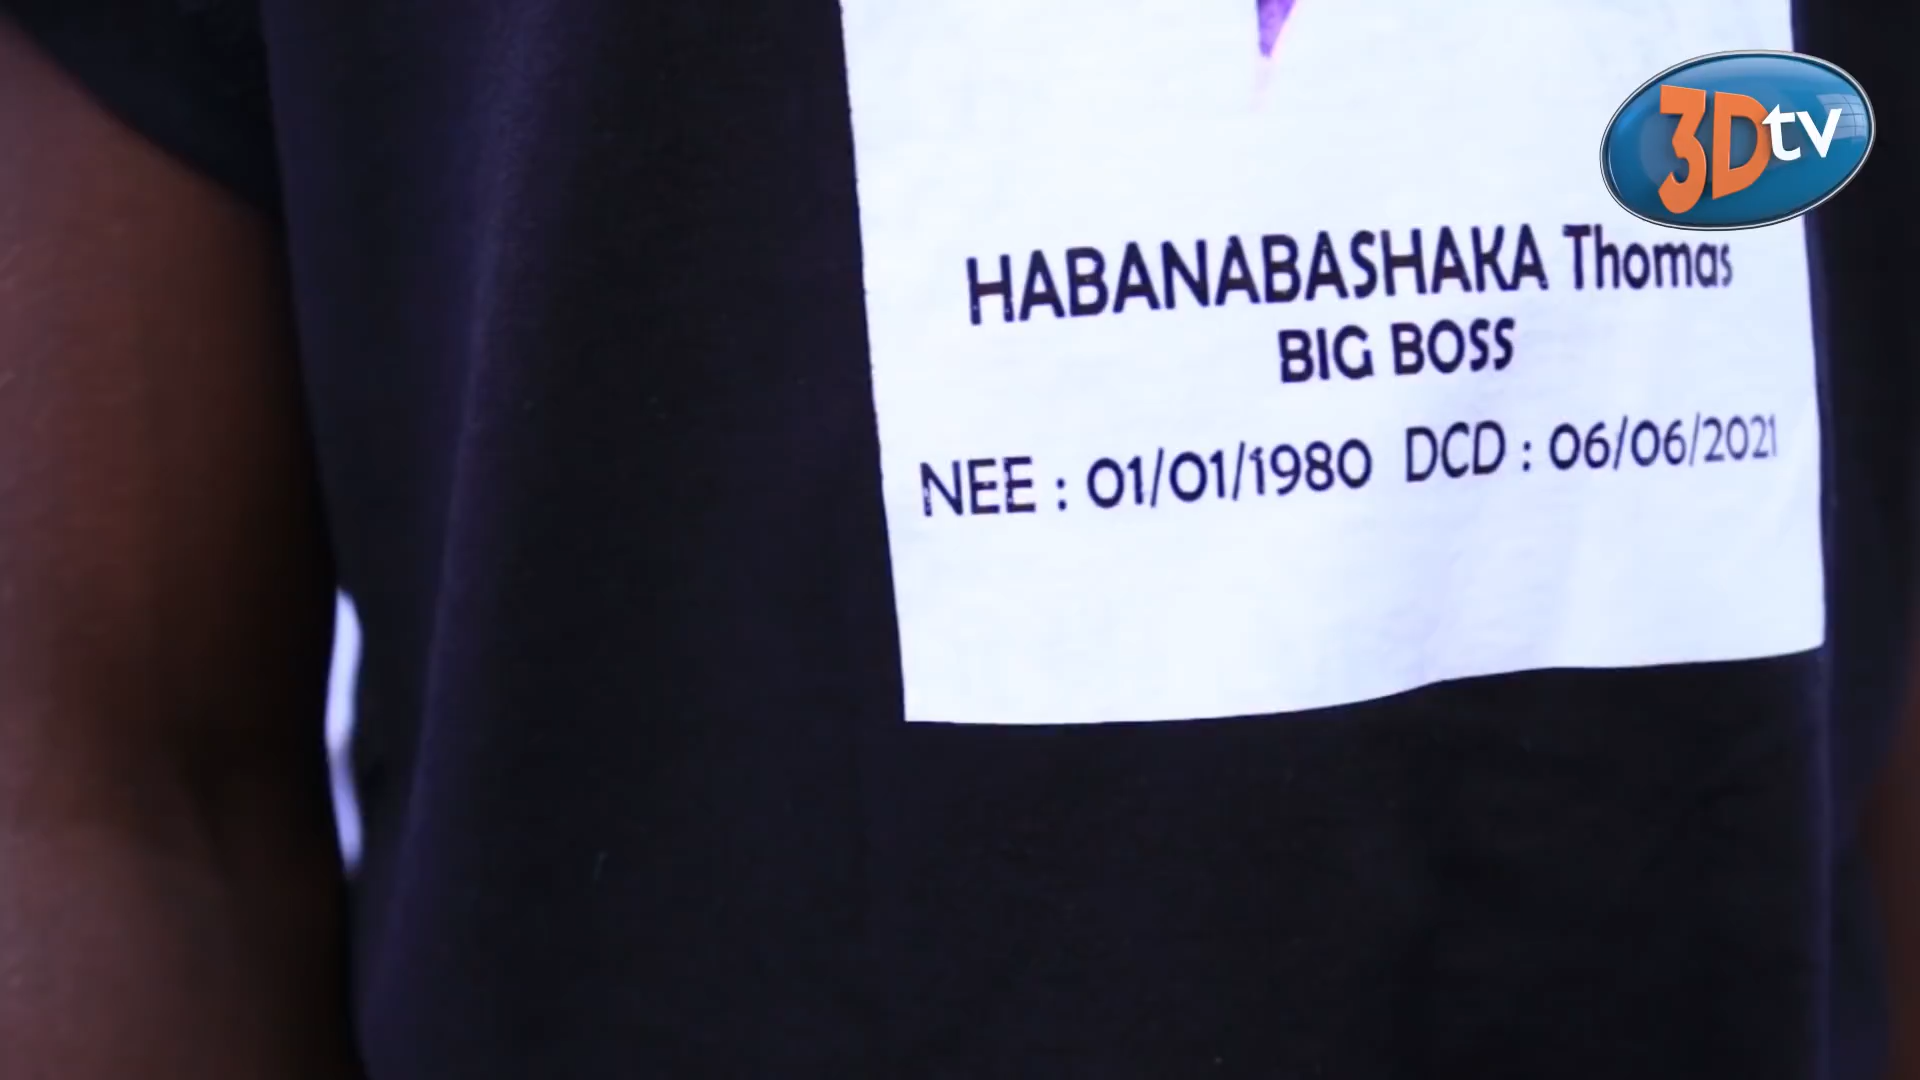 3Dtv
HABANABASHAKA Thomas
BIG BOSS
NEE : 01/01/1980 DCD : 06/06/2021